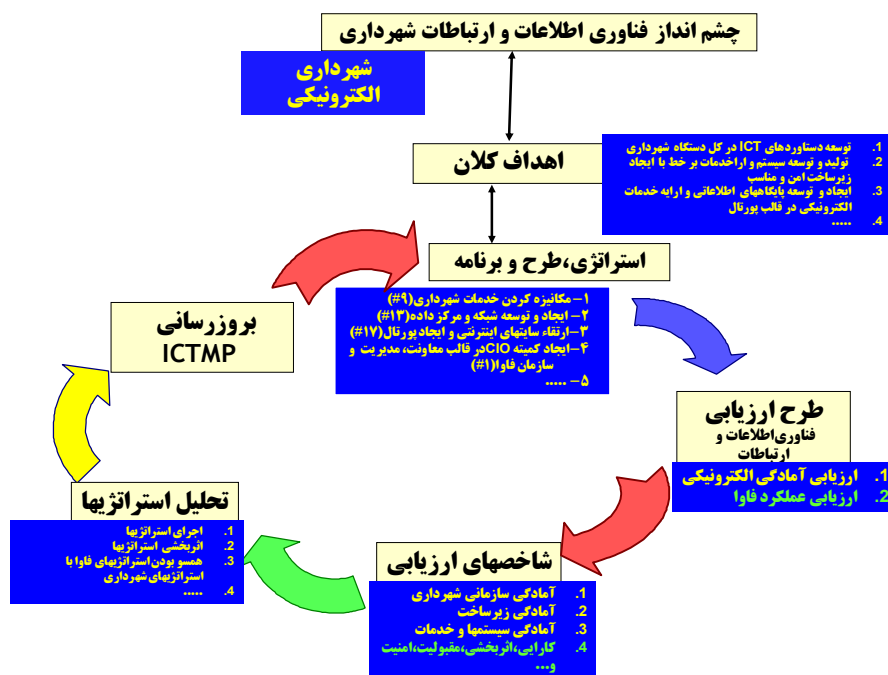 چشم انداز فناوری اطلاعات و ارتباطات شهرداری
شهرداری
الکترونیکی
اهداف کلان
1. توسعه دستاوردهای ICT در کل دستگاه شهرداری
2. تولید و توسعه سیستم و اراخدمات بر خط با ایجاد
زیرساخت امن و مناسب
3. ایجاد و توسعه پایگاههای اطلاعاتی و ارایه خدمات
الکترونیکی در قالب پورتال
4. .....
استراتژی،طرح و برنامه
۱– مکانیزه کردن خدمات شهرداری(۹#)
۲– ایجاد و توسعه شبکه و مرکز داده(۱۳#)
۳–ارتقاء سایتهای اینترنتی و ایجاد پورتال(۱۷#)
۴–ایجاد کمیته CIOدر قالب معاونت، مدیریت و
سازمان فاوا(۱#)
۵– .....
بروزرسانی
ICTMP
طرح ارزیابی
فناوری‌اطلاعات و
ارتباطات
1. ارزیابی آمادگی الکترونیکی
2. ارزیابی عملکرد فاوا
تحلیل استراتژیها
1. اجرای استراتژیها
2. اثربخشی استراتژیها
3. همسو بودن استراتژیهای فاوا با
استراتژیهای شهرداری
4. .....
شاخصهای ارزیابی
1. آمادگی سازمانی شهرداری
2. آمادگی زیرساخت
3. آمادگی سیستمها و خدمات
4. کارایی،اثربخشی،مقبولیت،امنیت
و...